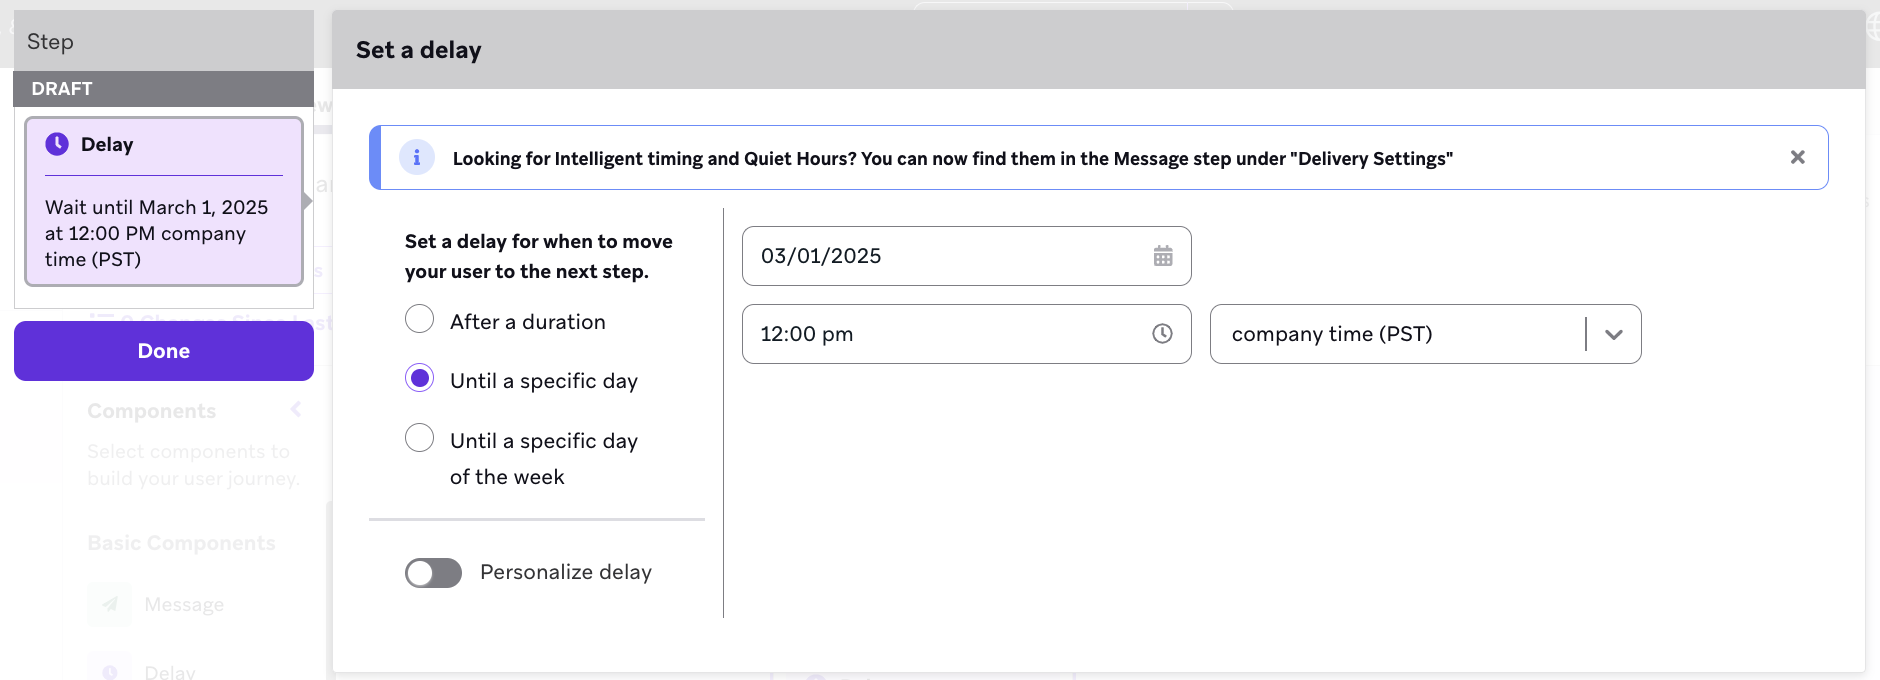 Step
DRAFT
Delay
Wait until March 1, 2025
at 12:00 PM company
time (PST)
Done
Components
Select components to
build your user journey.
Basic Components
Message
Delay
Set a delay
Looking for Intelligent timing and Quiet Hours? You can now find them in the Message step under "Delivery Settings"
Set a delay for when to move
your user to the next step.
After a duration
Until a specific day
Until a specific day
of the week
Personalize delay
03/01/2025
12:00 pm
company time (PST)